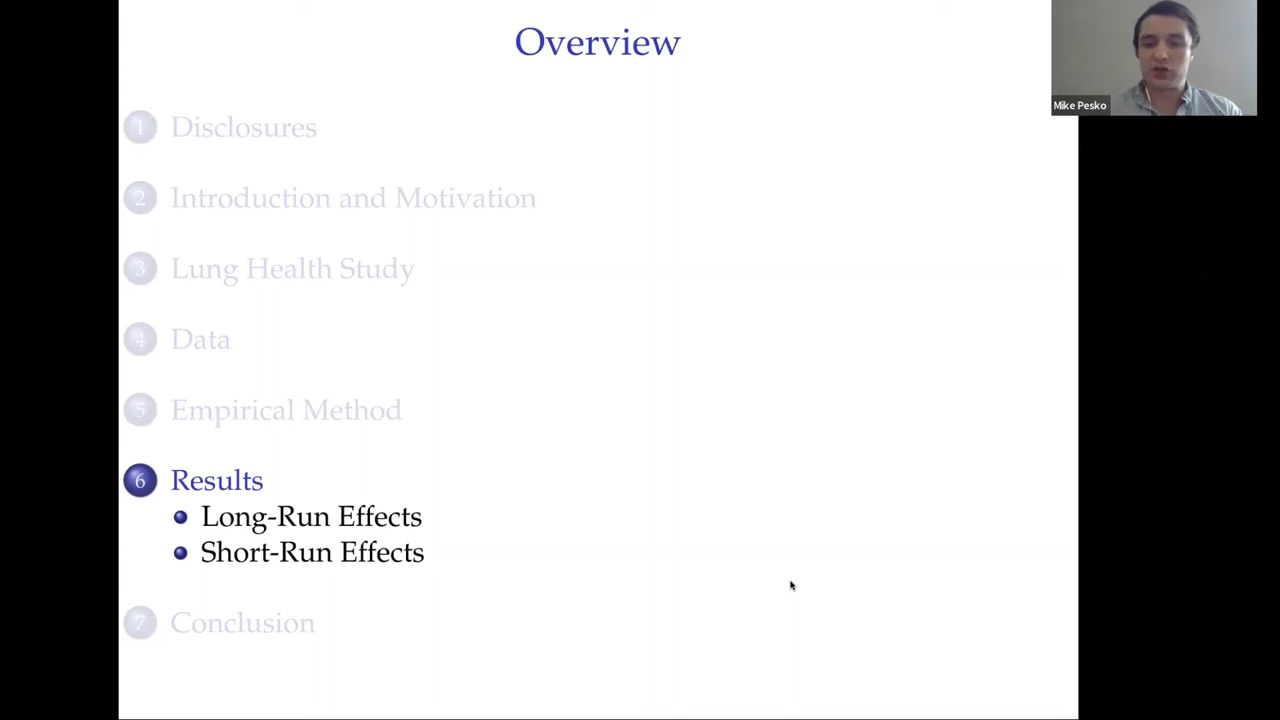 Overview
Mike Pesko
1 Disclosures
2 Introduction and Motivation
3 Lung Health Study
4 Data
5 Empirical Method
6 Results
Long-Run Effects
Short-Run Effects
7 Conclusion